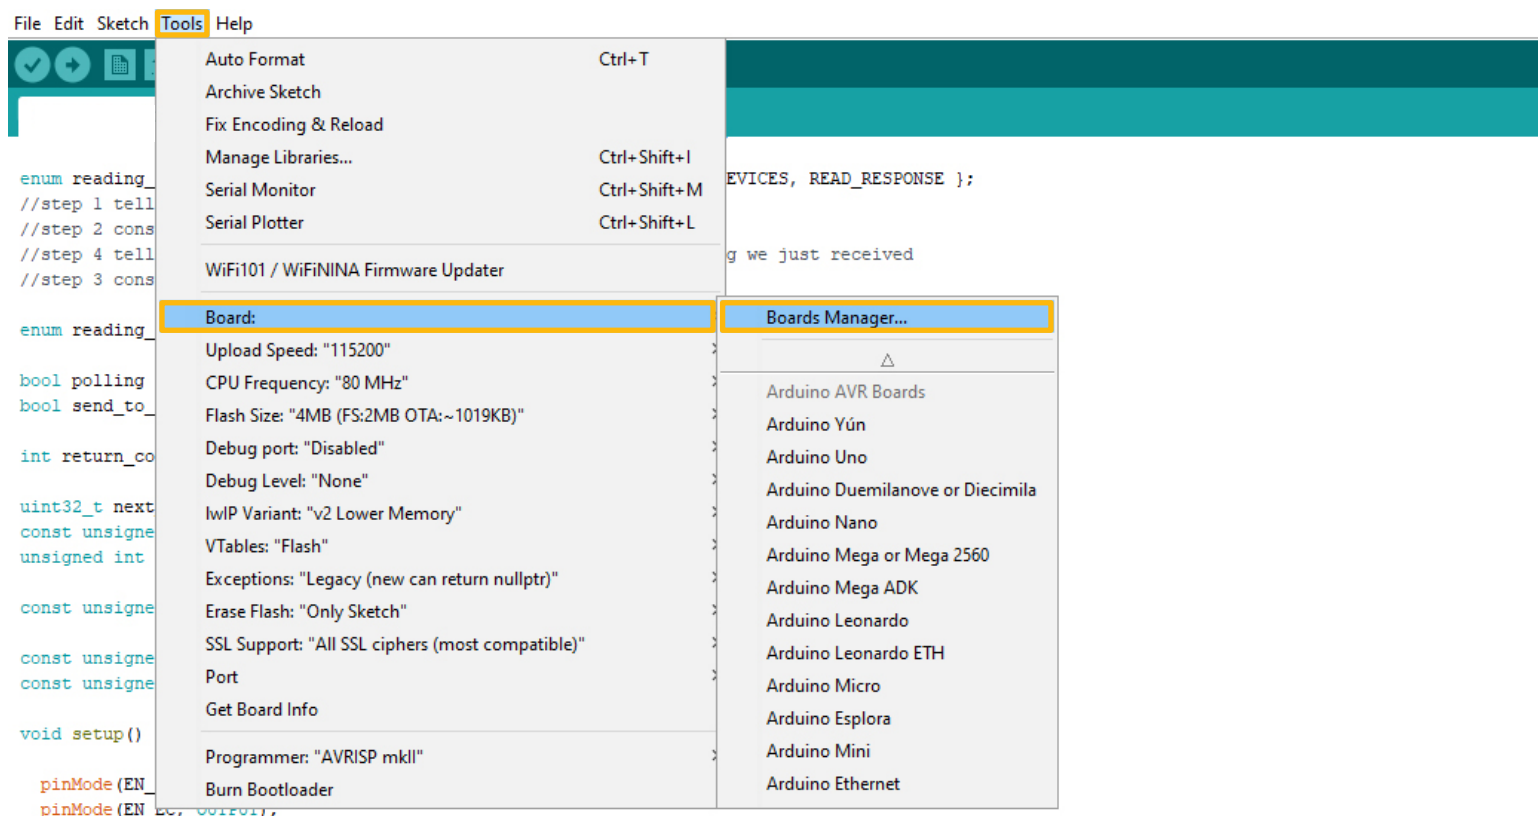 File Edit Sketch Tools Help
Auto Format Ctrl+T
Archive Sketch
Fix Encoding & Reload
Manage Libraries... Ctrl+Shift+I
Serial Monitor Ctrl+Shift+M
Serial Plotter Ctrl+Shift+L
WiFi101 / WiFiNINA Firmware Updater
Board:
Upload Speed: "115200"
CPU Frequency: "80 MHz"
Flash Size: "4MB (FS:2MB OTA:~1019KB)"
Debug port: "Disabled"
Debug Level: "None"
lwIP Variant: "v2 Lower Memory"
VTables: "Flash"
Exceptions: "Legacy (new can return nullptr)"
Erase Flash: "Only Sketch"
SSL Support: "All SSL ciphers (most compatible)"
Port
Get Board Info
Programmer: "AVRISP mkII"
Burn Bootloader
Boards Manager...
Arduino AVR Boards
Arduino Yún
Arduino Uno
Arduino Duemilanove or Diecimila
Arduino Nano
Arduino Mega or Mega 2560
Arduino Mega ADK
Arduino Leonardo
Arduino Leonardo ETH
Arduino Micro
Arduino Esplora
Arduino Mini
Arduino Ethernet
enum reading_ EVICES, READ_RESPONSE };
//step 1 tell
//step 2 cons
//step 4 tell g we just received
//step 3 cons
enum reading_
bool polling
bool send_to_
int return_co
uint32_t next
const unsigne
unsigned int
const unsigne
const unsigne
const unsigne
void setup()
pinMode(EN_
pinMode(EN